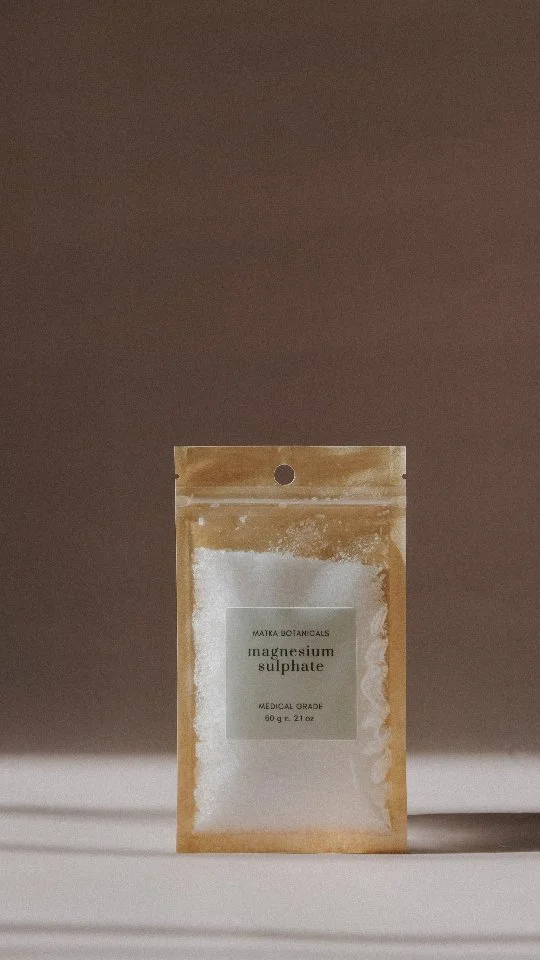 MATKA BOTANICALS
magnesium
sulphate
MEDICAL GRADE
60 g e. 2.1 oz